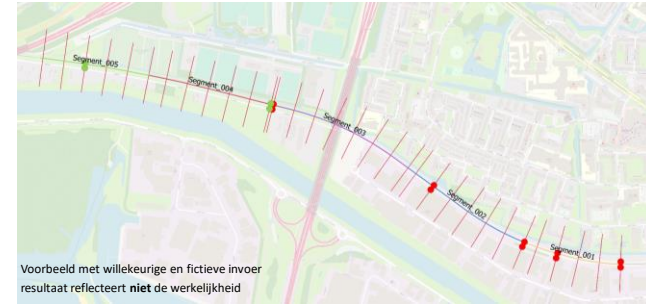 Segment_005
Segment_004
Segment_003
Segment_002
Segment_001
Voorbeeld met willekeurige en fictieve invoer
resultaat reflecteert niet de werkelijkheid